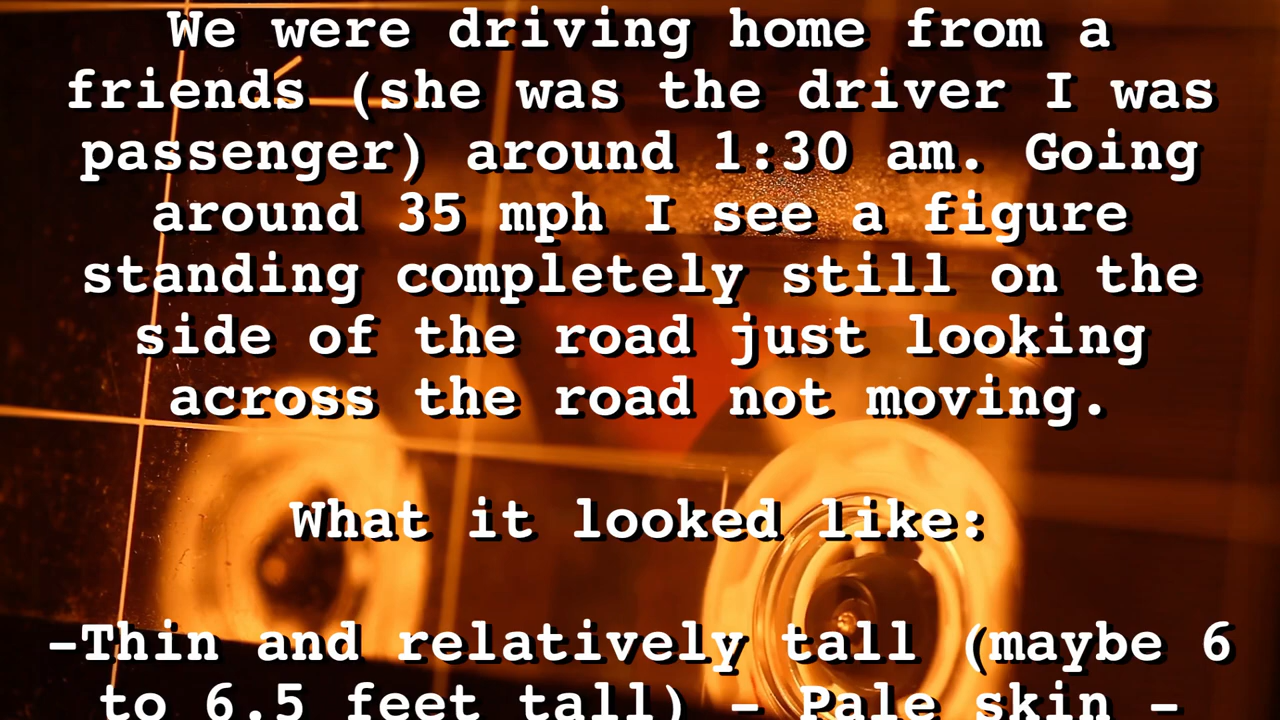 We were driving home from a
friends (she was the driver I was
passenger) around 1:30 am. Going
around 35 mph I see a figure
standing completely still on the
side of the road just looking
across the road not moving.
What it looked like:
-Thin and relatively tall (maybe 6
to 6.5 feet tall) - Pale skin -